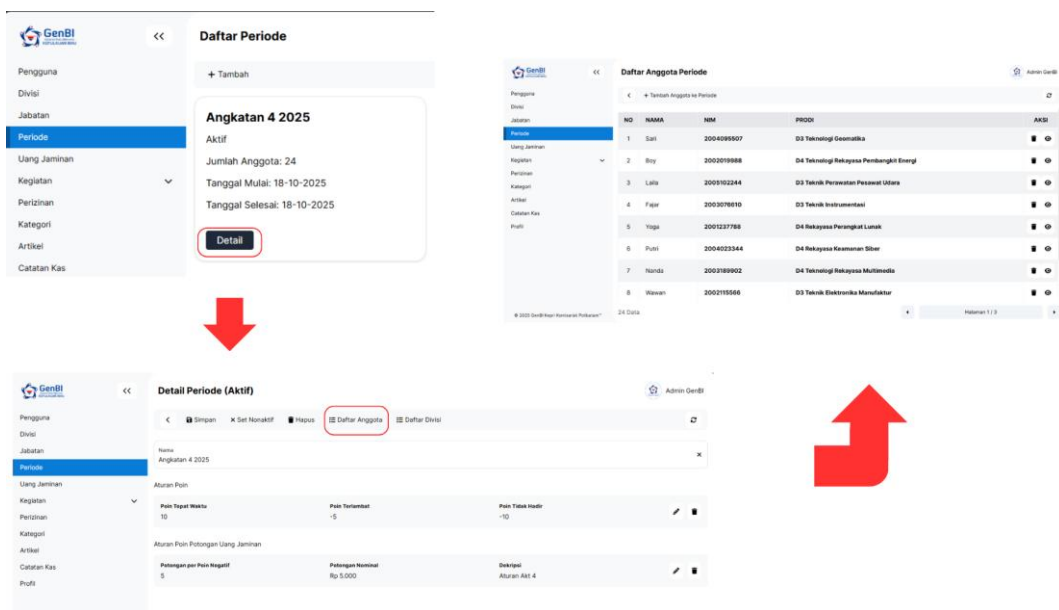 GenBI
<<
Daftar Periode
Pengguna
Divisi
Jabatan
Periode
Uang Jaminan
Kegiatan
Perizinan
Kategori
Artikel
Catatan Kas
+ Tambah
Angkatan 4 2025
Aktif
Jumlah Anggota: 24
Tanggal Mulai: 18-10-2025
Tanggal Selesai: 18-10-2025
Detail
GenBI
<<
Daftar Anggota Periode
Admin GenBI
Pengguna
Divisi
Jabatan
Periode
Uang Jaminan
Kegiatan
Perizinan
Kategori
Artikel
Catatan Kas
Profil
< + Tambah Anggota ke Periode
NO NAMA NIM PRODI AKSI
1 Sari 2004095507 D3 Teknologi Geomatika
2 Boy 2002019988 D4 Teknologi Rekayasa Pembangkit Energi
3 Laila 2005102244 D3 Teknik Perawatan Pesawat Udara
4 Fajar 2003076610 D3 Teknik Instrumentasi
5 Yoga 2001237788 D4 Rekayasa Perangkat Lunak
6 Putri 2004023344 D4 Rekayasa Keamanan Siber
7 Nanda 2003189902 D4 Teknologi Rekayasa Multimedia
8 Wawan 2002115566 D3 Teknik Elektronika Manufaktur
24 Data
Halaman 1 / 3
© 2025 GenBI Kepri Komisariat Polibatam
GenBI
<<
Detail Periode (Aktif)
Admin GenBI
Pengguna
Divisi
Jabatan
Periode
Uang Jaminan
Kegiatan
Perizinan
Kategori
Artikel
Catatan Kas
Profil
< Simpan × Set Nonaktif Hapus Daftar Anggota Daftar Divisi
Nama
Angkatan 4 2025
Aturan Poin
Poin Tepat Waktu Poin Terlambat Poin Tidak Hadir
10 -5 -10
Aturan Poin Potongan Uang Jaminan
Potongan per Poin Negatif Potongan Nominal Dekripsi
5 Rp 5.000 Aturan Akt 4